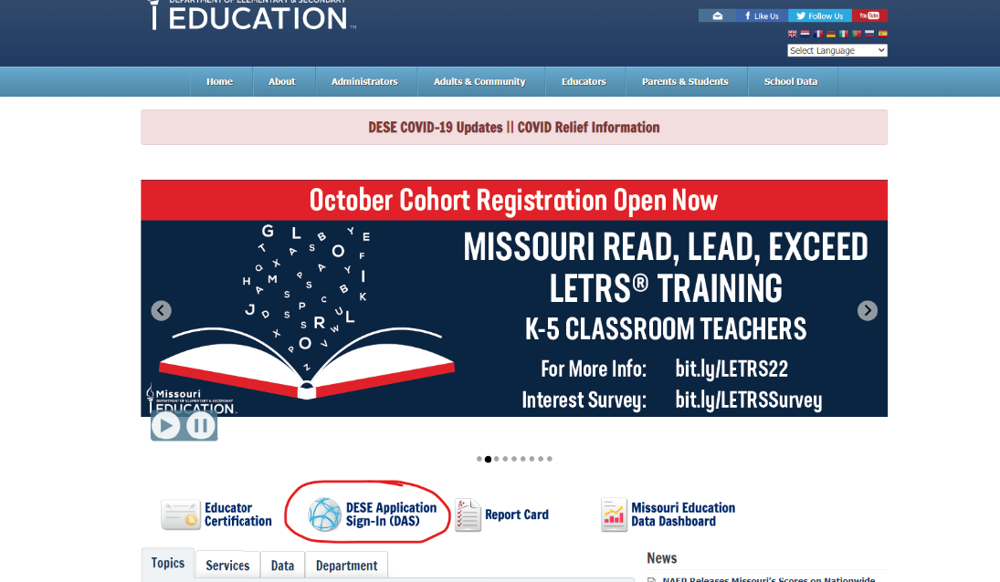 DEPARTMENT OF ELEMENTARY & SECONDARY
EDUCATION™
Like Us
Follow Us
YouTube
Select Language
Home
About
Administrators
Adults & Community
Educators
Parents & Students
School Data
DESE COVID-19 Updates || COVID Relief Information
October Cohort Registration Open Now
MISSOURI READ, LEAD, EXCEED
LETRS® TRAINING
K-5 CLASSROOM TEACHERS
For More Info: bit.ly/LETRS22
Interest Survey: bit.ly/LETRSSurvey
Missouri
DEPARTMENT OF ELEMENTARY & SECONDARY
EDUCATION™
Educator
Certification
DESE Application
Sign-In (DAS)
Report Card
Missouri Education
Data Dashboard
Topics
Services
Data
Department
News
NAEP Releases Missouri's Scores on Nationwide